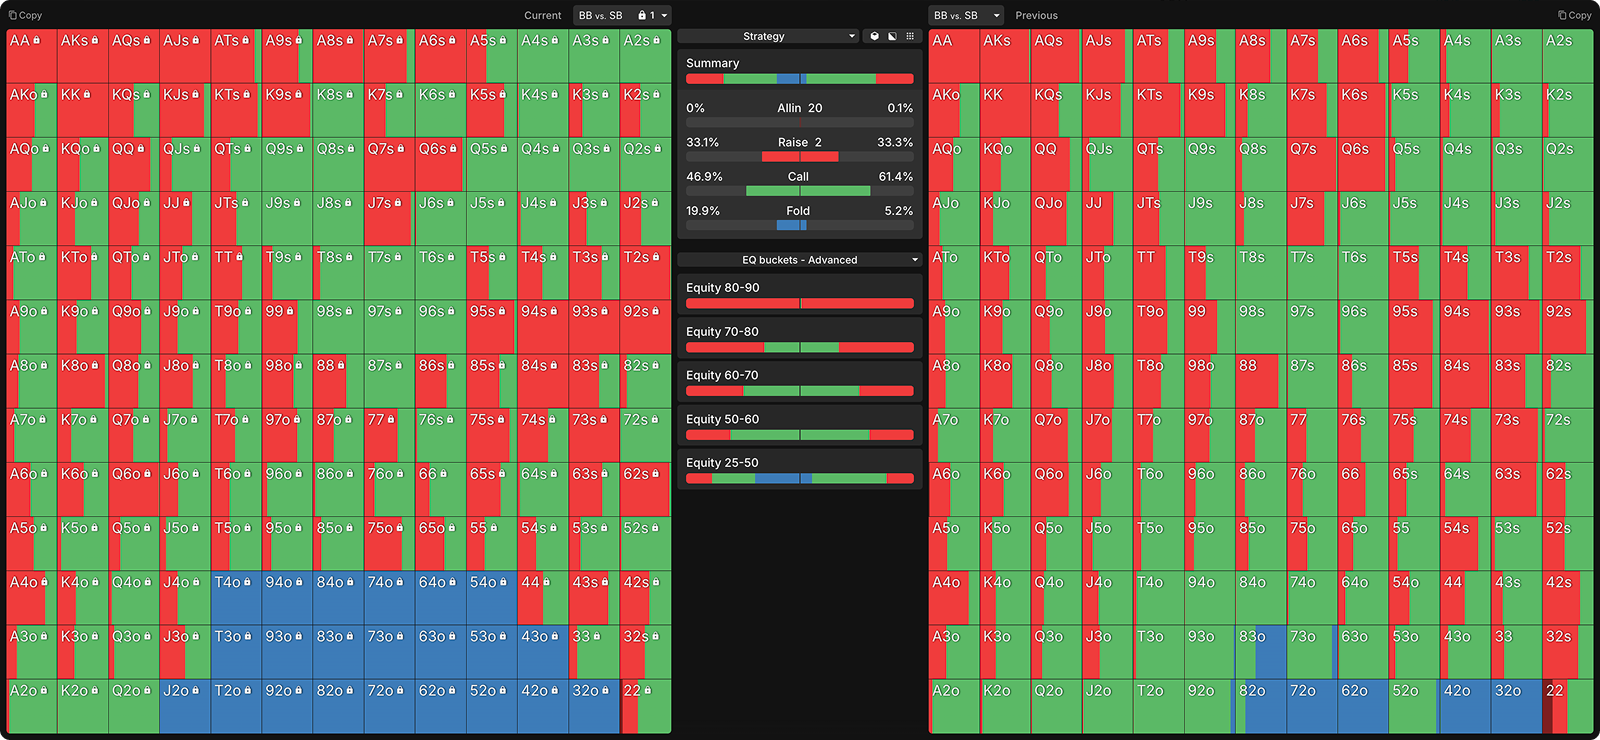 Copy Current BB vs. SB 1 BB vs. SB Previous Copy
AA AKs AQs AJs ATs A9s A8s A7s A6s A5s A4s A3s A2s
AKo KK KQs KJs KTs K9s K8s K7s K6s K5s K4s K3s K2s
AQo KQo QQ QJs QTs Q9s Q8s Q7s Q6s Q5s Q4s Q3s Q2s
AJo KJo QJo JJ JTs J9s J8s J7s J6s J5s J4s J3s J2s
ATo KTo QTo JTo TT T9s T8s T7s T6s T5s T4s T3s T2s
A9o K9o Q9o J9o T9o 99 98s 97s 96s 95s 94s 93s 92s
A8o K8o Q8o J8o T8o 98o 88 87s 86s 85s 84s 83s 82s
A7o K7o Q7o J7o T7o 97o 87o 77 76s 75s 74s 73s 72s
A6o K6o Q6o J6o T6o 96o 86o 76o 66 65s 64s 63s 62s
A5o K5o Q5o J5o T5o 95o 85o 75o 65o 55 54s 53s 52s
A4o K4o Q4o J4o T4o 94o 84o 74o 64o 54o 44 43s 42s
A3o K3o Q3o J3o T3o 93o 83o 73o 63o 53o 43o 33 32s
A2o K2o Q2o J2o T2o 92o 82o 72o 62o 52o 42o 32o 22
Strategy
Summary
0% Allin 20 0.1%
33.1% Raise 2 33.3%
46.9% Call 61.4%
19.9% Fold 5.2%
EQ buckets - Advanced
Equity 80-90
Equity 70-80
Equity 60-70
Equity 50-60
Equity 25-50
AA AKs AQs AJs ATs A9s A8s A7s A6s A5s A4s A3s A2s
AKo KK KQs KJs KTs K9s K8s K7s K6s K5s K4s K3s K2s
AQo KQo QQ QJs QTs Q9s Q8s Q7s Q6s Q5s Q4s Q3s Q2s
AJo KJo QJo JJ JTs J9s J8s J7s J6s J5s J4s J3s J2s
ATo KTo QTo JTo TT T9s T8s T7s T6s T5s T4s T3s T2s
A9o K9o Q9o J9o T9o 99 98s 97s 96s 95s 94s 93s 92s
A8o K8o Q8o J8o T8o 98o 88 87s 86s 85s 84s 83s 82s
A7o K7o Q7o J7o T7o 97o 87o 77 76s 75s 74s 73s 72s
A6o K6o Q6o J6o T6o 96o 86o 76o 66 65s 64s 63s 62s
A5o K5o Q5o J5o T5o 95o 85o 75o 65o 55 54s 53s 52s
A4o K4o Q4o J4o T4o 94o 84o 74o 64o 54o 44 43s 42s
A3o K3o Q3o J3o T3o 93o 83o 73o 63o 53o 43o 33 32s
A2o K2o Q2o J2o T2o 92o 82o 72o 62o 52o 42o 32o 22